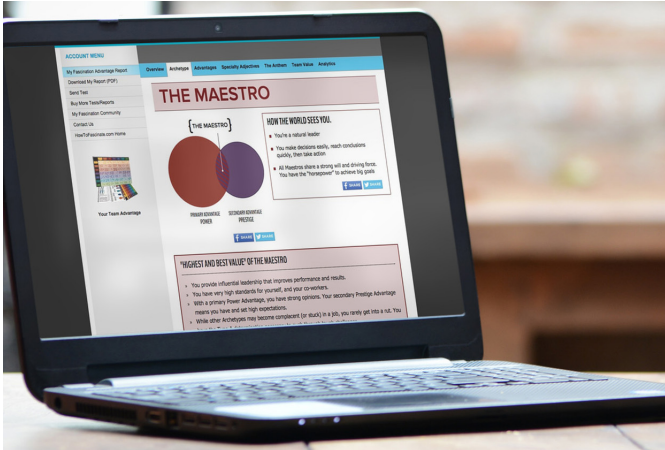 ACCOUNT MENU
My Fascination Advantage Report
Download My Report (PDF)
Send Test
Buy More Tests/Reports
My Fascination Community
Contact Us
HowToFascinate.com Home
Your Team Advantage
Overview Archetype Advantages Specialty Adjectives The Anthem Team Value Analytics
THE MAESTRO
{THE MAESTRO}
PRIMARY ADVANTAGE
POWER
SECONDARY ADVANTAGE
PRESTIGE
HOW THE WORLD SEES YOU.
You're a natural leader
You make decisions easily, reach conclusions
quickly, then take action
All Maestros share a strong will and driving force.
You have the "horsepower" to achieve big goals
f SHARE SHARE
f SHARE SHARE
"HIGHEST AND BEST VALUE" OF THE MAESTRO
You provide influential leadership that improves performance and results.
You have very high standards for yourself, and your co-workers.
With a primary Power Advantage, you have strong opinions. Your secondary Prestige Advantage
means you have and set high expectations.
While other Archetypes may become complacent (or stuck) in a job, you rarely get into a rut. You